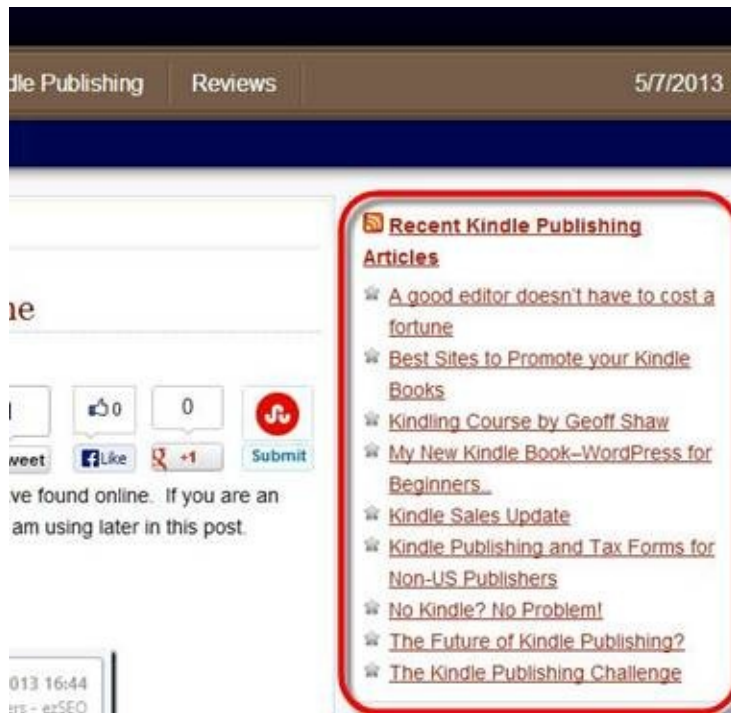 dle Publishing
Reviews
5/7/2013
Recent Kindle Publishing
Articles
A good editor doesn't have to cost a
fortune
Best Sites to Promote your Kindle
Books
Kindling Course by Geoff Shaw
My New Kindle Book–WordPress for
Beginners..
Kindle Sales Update
Kindle Publishing and Tax Forms for
Non-US Publishers
No Kindle? No Problem!
The Future of Kindle Publishing?
The Kindle Publishing Challenge
ne
0
0
weet
Like
+1
Submit
ve found online. If you are an
am using later in this post.
013 16:44
ers - ezSEO